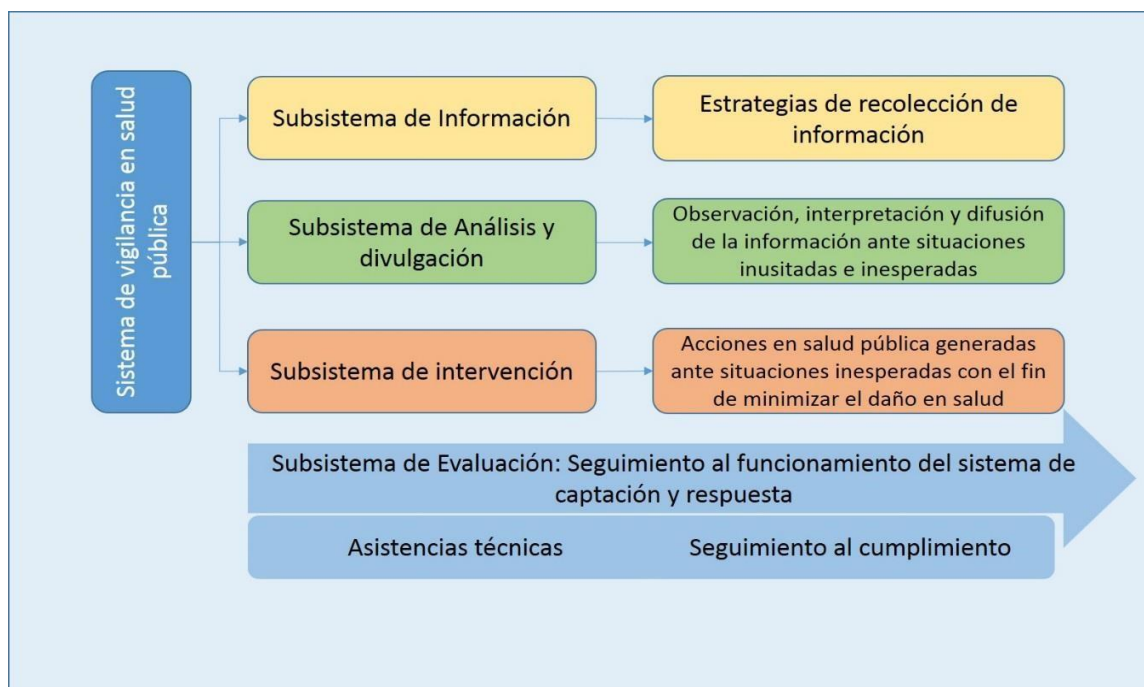 Sistema de vigilancia en salud
pública
Subsistema de Información
Estrategias de recolección de
información
Subsistema de Análisis y
divulgación
Observación, interpretación y difusión
de la información ante situaciones
inusitadas e inesperadas
Subsistema de intervención
Acciones en salud pública generadas
ante situaciones inesperadas con el fin
de minimizar el daño en salud
Subsistema de Evaluación: Seguimiento al funcionamiento del sistema de
captación y respuesta
Asistencias técnicas
Seguimiento al cumplimiento